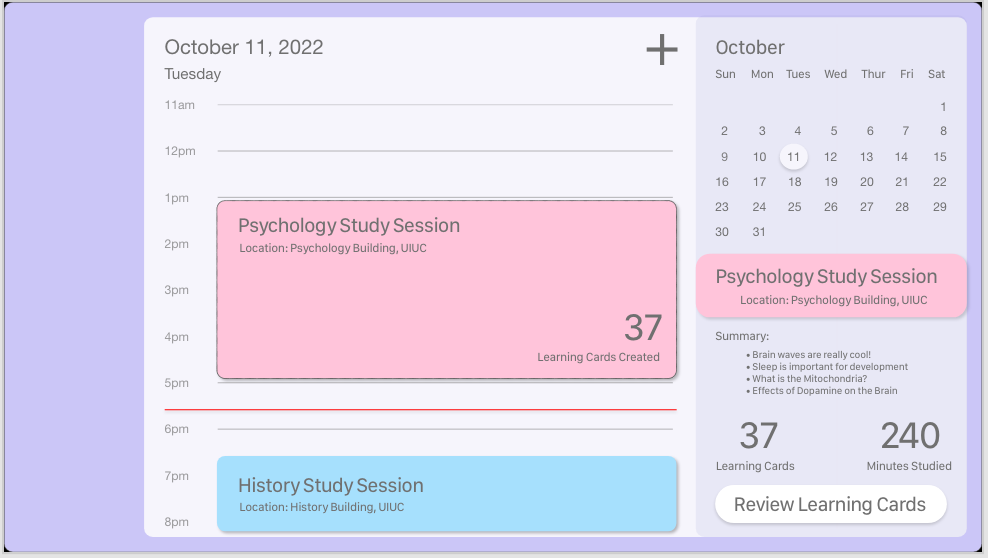 October 11, 2022
Tuesday
11am
12pm
1pm
Psychology Study Session
Location: Psychology Building, UIUC
2pm
3pm
4pm
37
Learning Cards Created
5pm
6pm
7pm
History Study Session
Location: History Building, UIUC
8pm
October
Sun Mon Tues Wed Thur Fri Sat
1
2 3 4 5 6 7 8
9 10 11 12 13 14 15
16 17 18 19 20 21 22
23 24 25 26 27 28 29
30 31
Psychology Study Session
Location: Psychology Building, UIUC
Summary:
• Brain waves are really cool!
• Sleep is important for development
• What is the Mitochondria?
• Effects of Dopamine on the Brain
37 240
Learning Cards Minutes Studied
Review Learning Cards